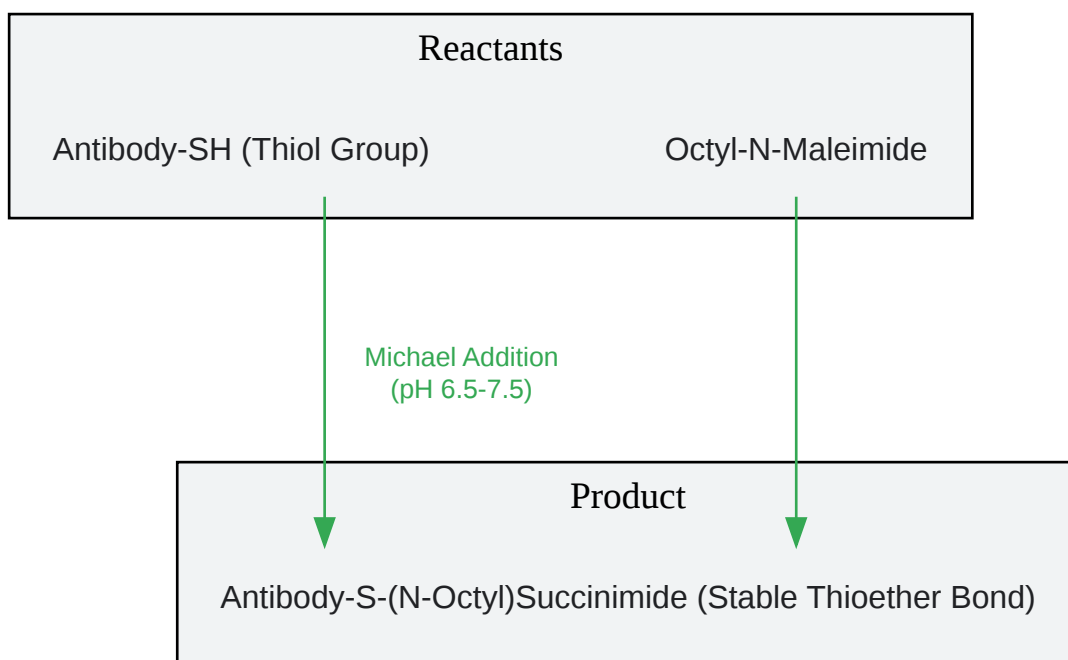 Reactants
Antibody-SH (Thiol Group)
Octyl-N-Maleimide
Michael Addition
(pH 6.5-7.5)
Product
Antibody-S-(N-Octyl)Succinimide (Stable Thioether Bond)